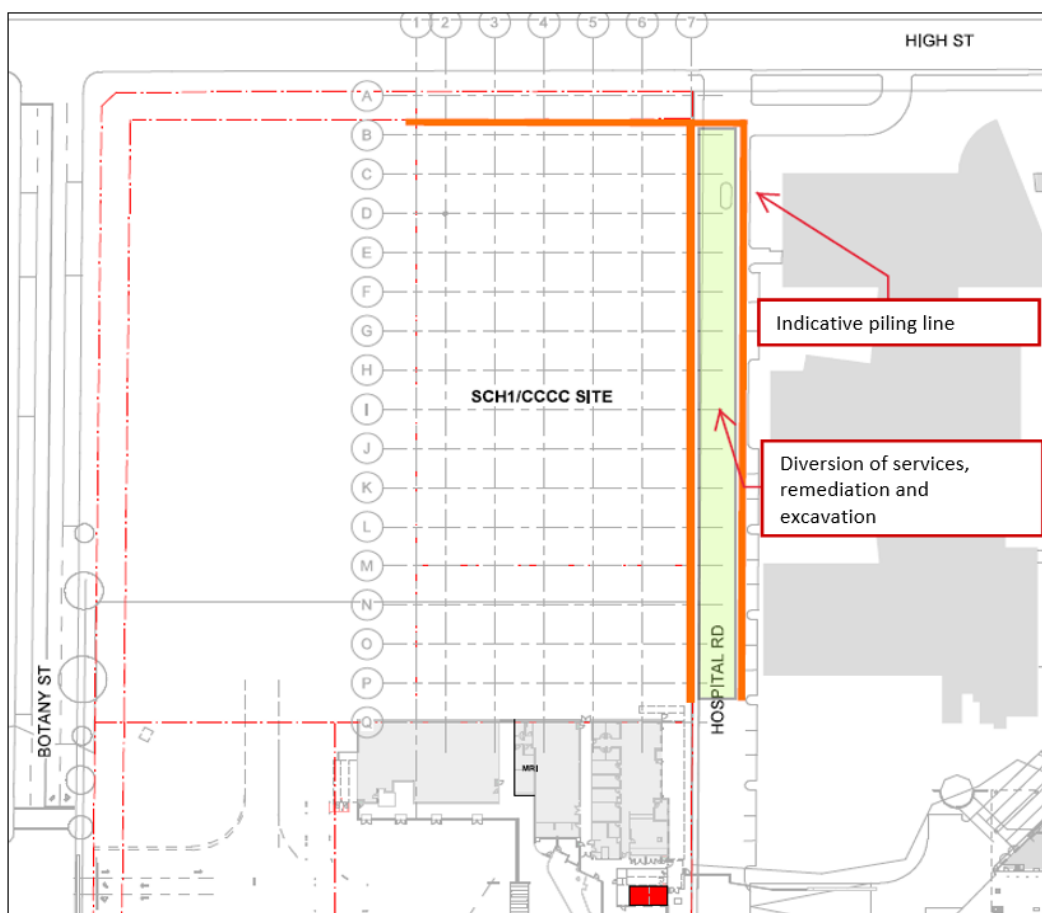 1
2
3
4
5
6
7
HIGH ST
A
B
C
D
E
F
G
H
I
J
K
L
M
N
O
P
Q
SCH1/CCCC SITE
Indicative piling line
Diversion of services,
remediation and
excavation
HOSPITAL RD
BOTANY ST
MRI